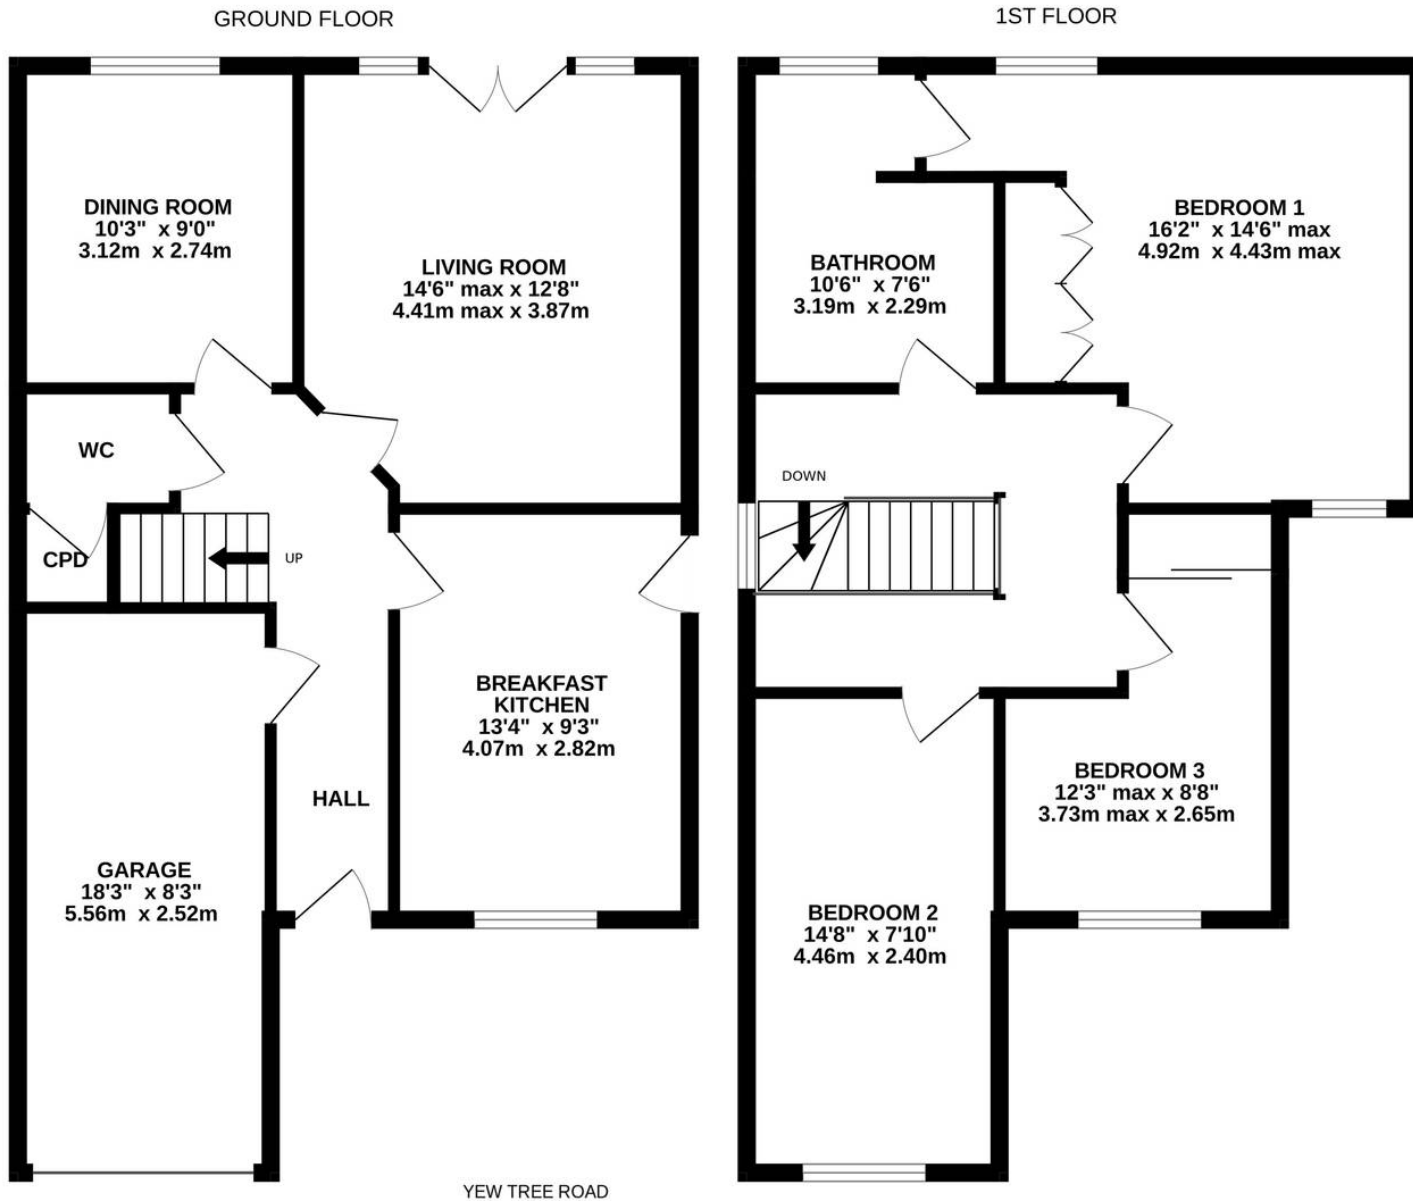 GROUND FLOOR
DINING ROOM
10'3" x 9'0"
3.12m x 2.74m
LIVING ROOM
14'6" max x 12'8"
4.41m max x 3.87m
WC
CPD
UP
BREAKFAST
KITCHEN
13'4" x 9'3"
4.07m x 2.82m
HALL
GARAGE
18'3" x 8'3"
5.56m x 2.52m
1ST FLOOR
BEDROOM 1
16'2" x 14'6" max
4.92m x 4.43m max
BATHROOM
10'6" x 7'6"
3.19m x 2.29m
DOWN
BEDROOM 3
12'3" max x 8'8"
3.73m max x 2.65m
BEDROOM 2
14'8" x 7'10"
4.46m x 2.40m
YEW TREE ROAD